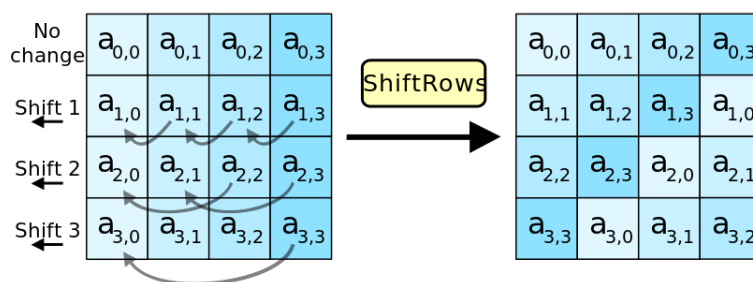 No
change
a0,0 a0,1 a0,2 a0,3
Shift 1
a1,0 a1,1 a1,2 a1,3
Shift 2
a2,0 a2,1 a2,2 a2,3
Shift 3
a3,0 a3,1 a3,2 a3,3
ShiftRows
a0,0 a0,1 a0,2 a0,3
a1,1 a1,2 a1,3 a1,0
a2,2 a2,3 a2,0 a2,1
a3,3 a3,0 a3,1 a3,2